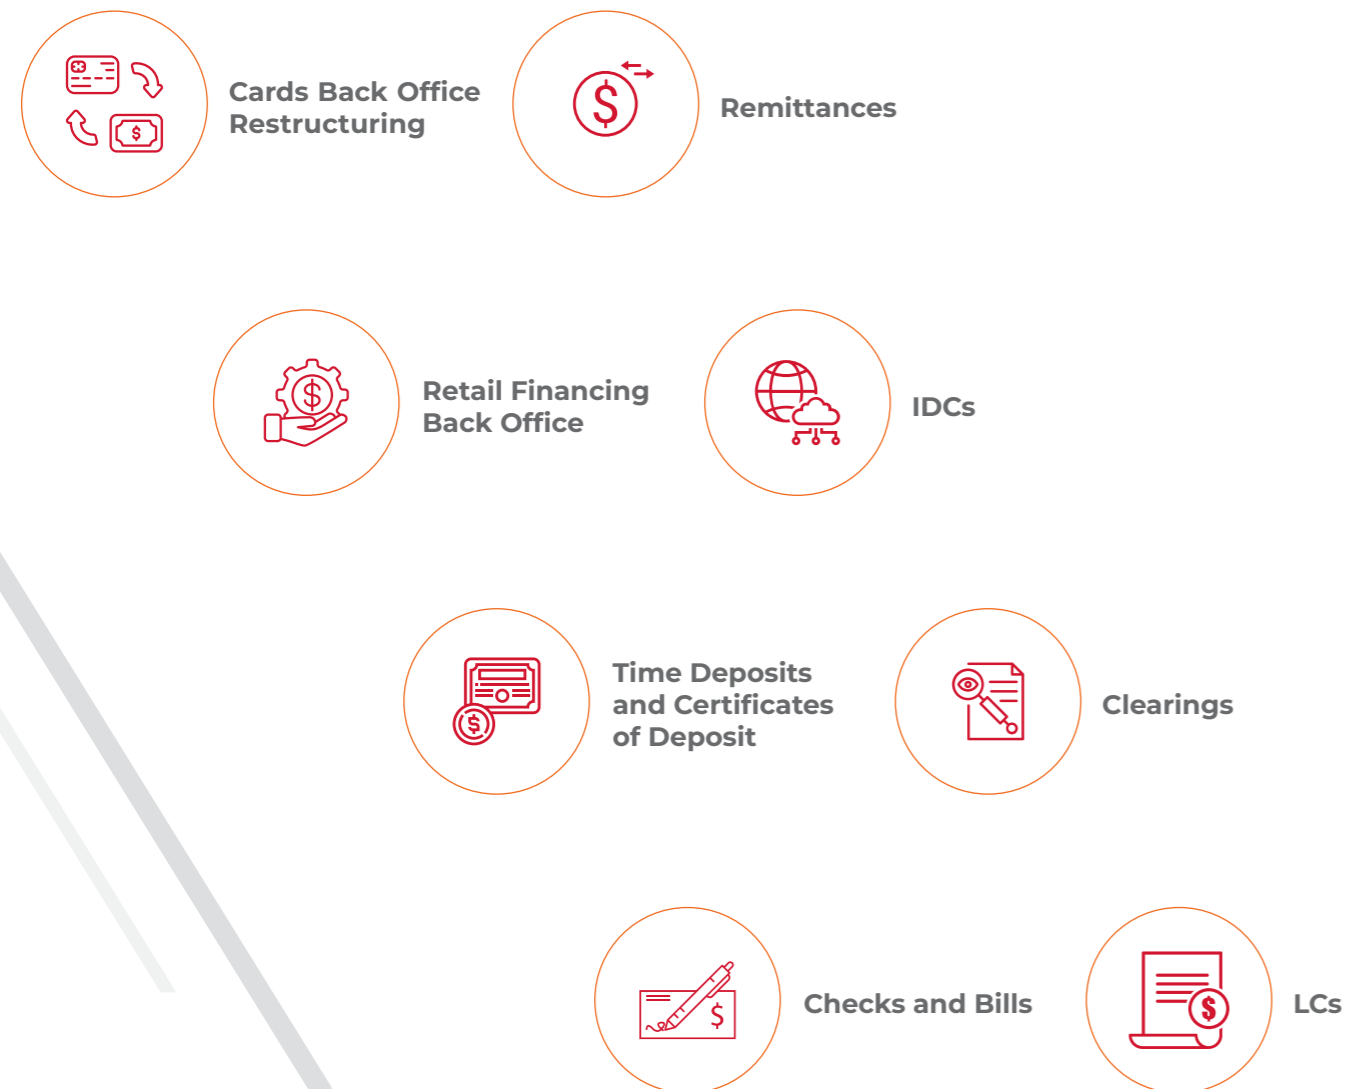 Cards Back Office
Restructuring
Remittances
Retail Financing
Back Office
IDCs
Time Deposits
and Certificates
of Deposit
Clearings
Checks and Bills
LCs